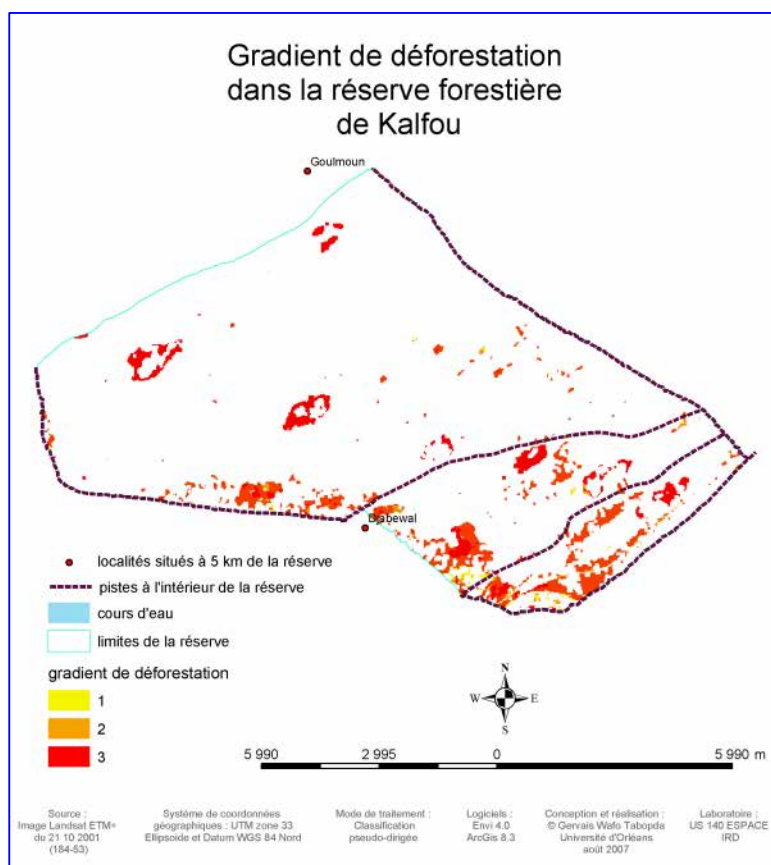 Gradient de déforestation
dans la réserve forestière
de Kalfou
Goulmoun
Djabewal
localités situés à 5 km de la réserve
pistes à l'intérieur de la réserve
cours d'eau
limites de la réserve
gradient de déforestation
1
2
3
N
W E
S
5 990 2 995 0 5 990 m
Source :
Image Landsat ETM+
du 21 10 2001
(184-53)
Système de coordonnées
géographiques : UTM zone 33
Ellipsoide et Datum WGS 84 Nord
Mode de traitement :
Classification
pseudo-dirigée
Logiciels :
Envi 4.0
ArcGis 8.3
Conception et réalisation :
© Gervais Wafo Tabopda
Université d'Orléans
août 2007
Laboratoire :
US 140 ESPACE
IRD